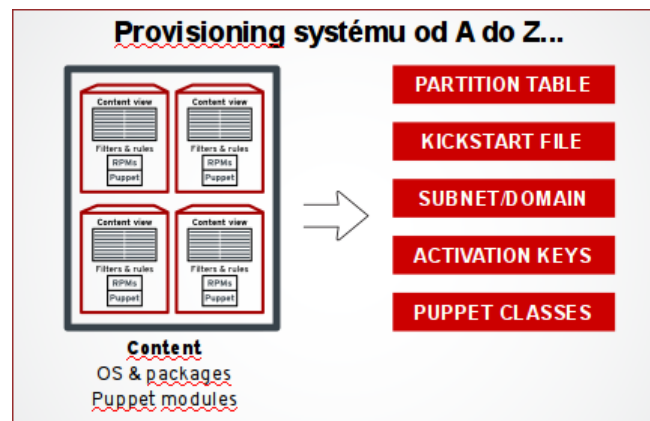 Provisioning systému od A do Z...
Content view
Filters & rules
RPMs
Puppet
Content view
Filters & rules
RPMs
Puppet
Content view
Filters & rules
RPMs
Puppet
Content view
Filters & rules
RPMs
Puppet
Content
OS & packages
Puppet modules
PARTITION TABLE
KICKSTART FILE
SUBNET/DOMAIN
ACTIVATION KEYS
PUPPET CLASSES